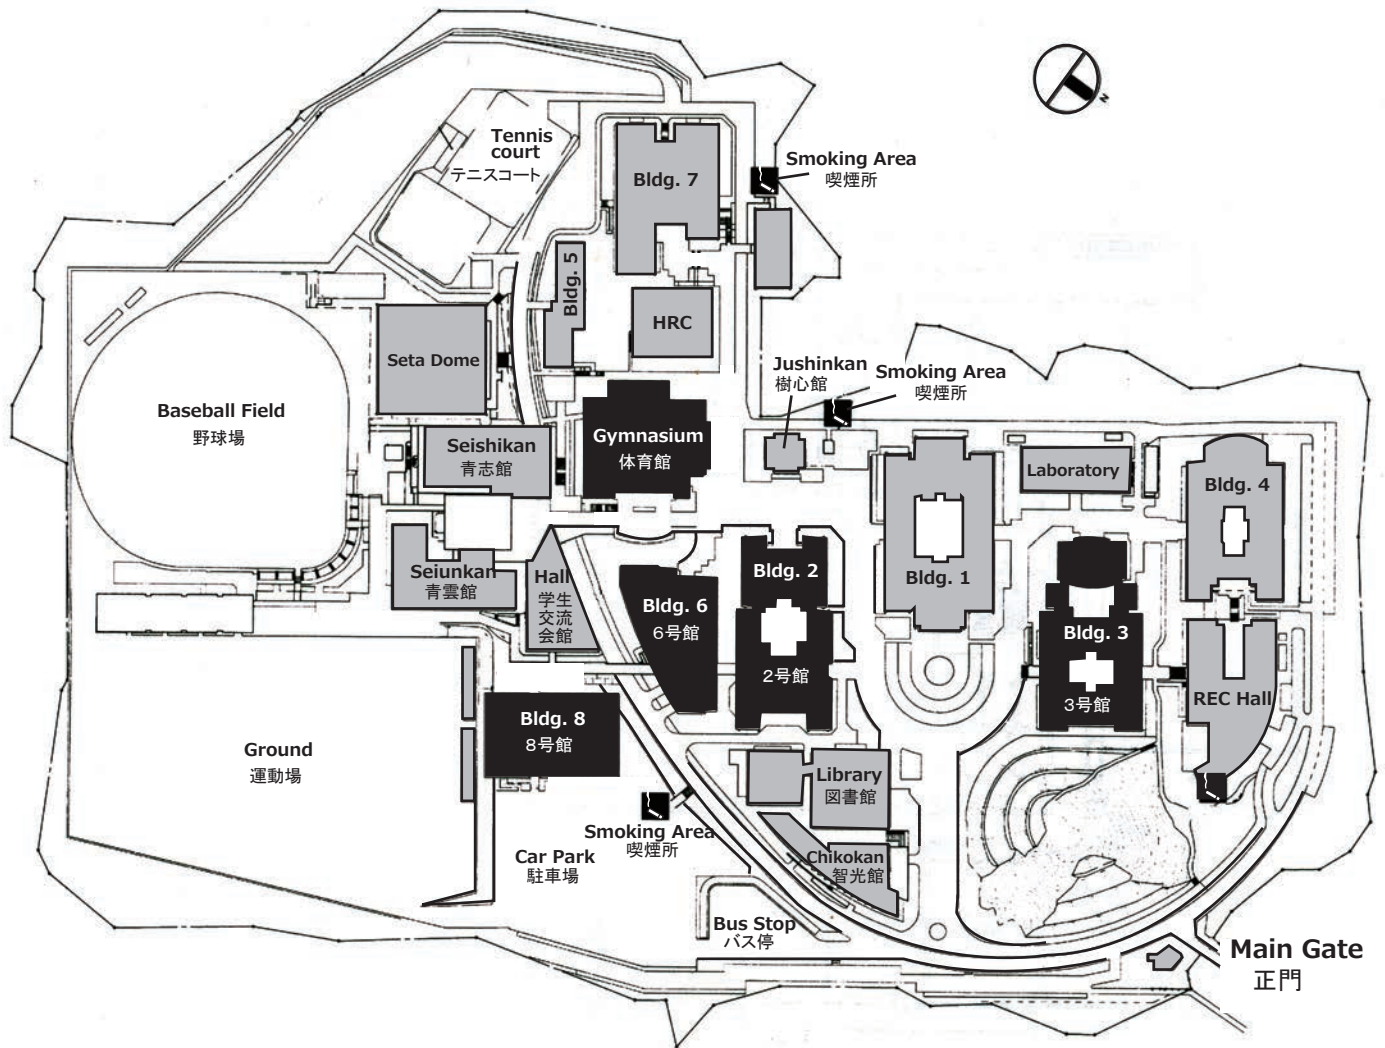 N
Tennis
court
テニスコート
Bldg. 7
Smoking Area
喫煙所
Bldg. 5
HRC
Seta Dome
Jushinkan
樹心館
Smoking Area
喫煙所
Baseball Field
野球場
Seishikan
青志館
Gymnasium
体育館
Laboratory
Bldg. 4
Seiunkan
青雲館
Hall
学生
交流
会館
Bldg. 6
6号館
Bldg. 2
2号館
Bldg. 1
Bldg. 3
3号館
REC Hall
Bldg. 8
8号館
Ground
運動場
Library
図書館
Smoking Area
喫煙所
Car Park
駐車場
Chikokan
智光館
Bus Stop
バス停
Main Gate
正門